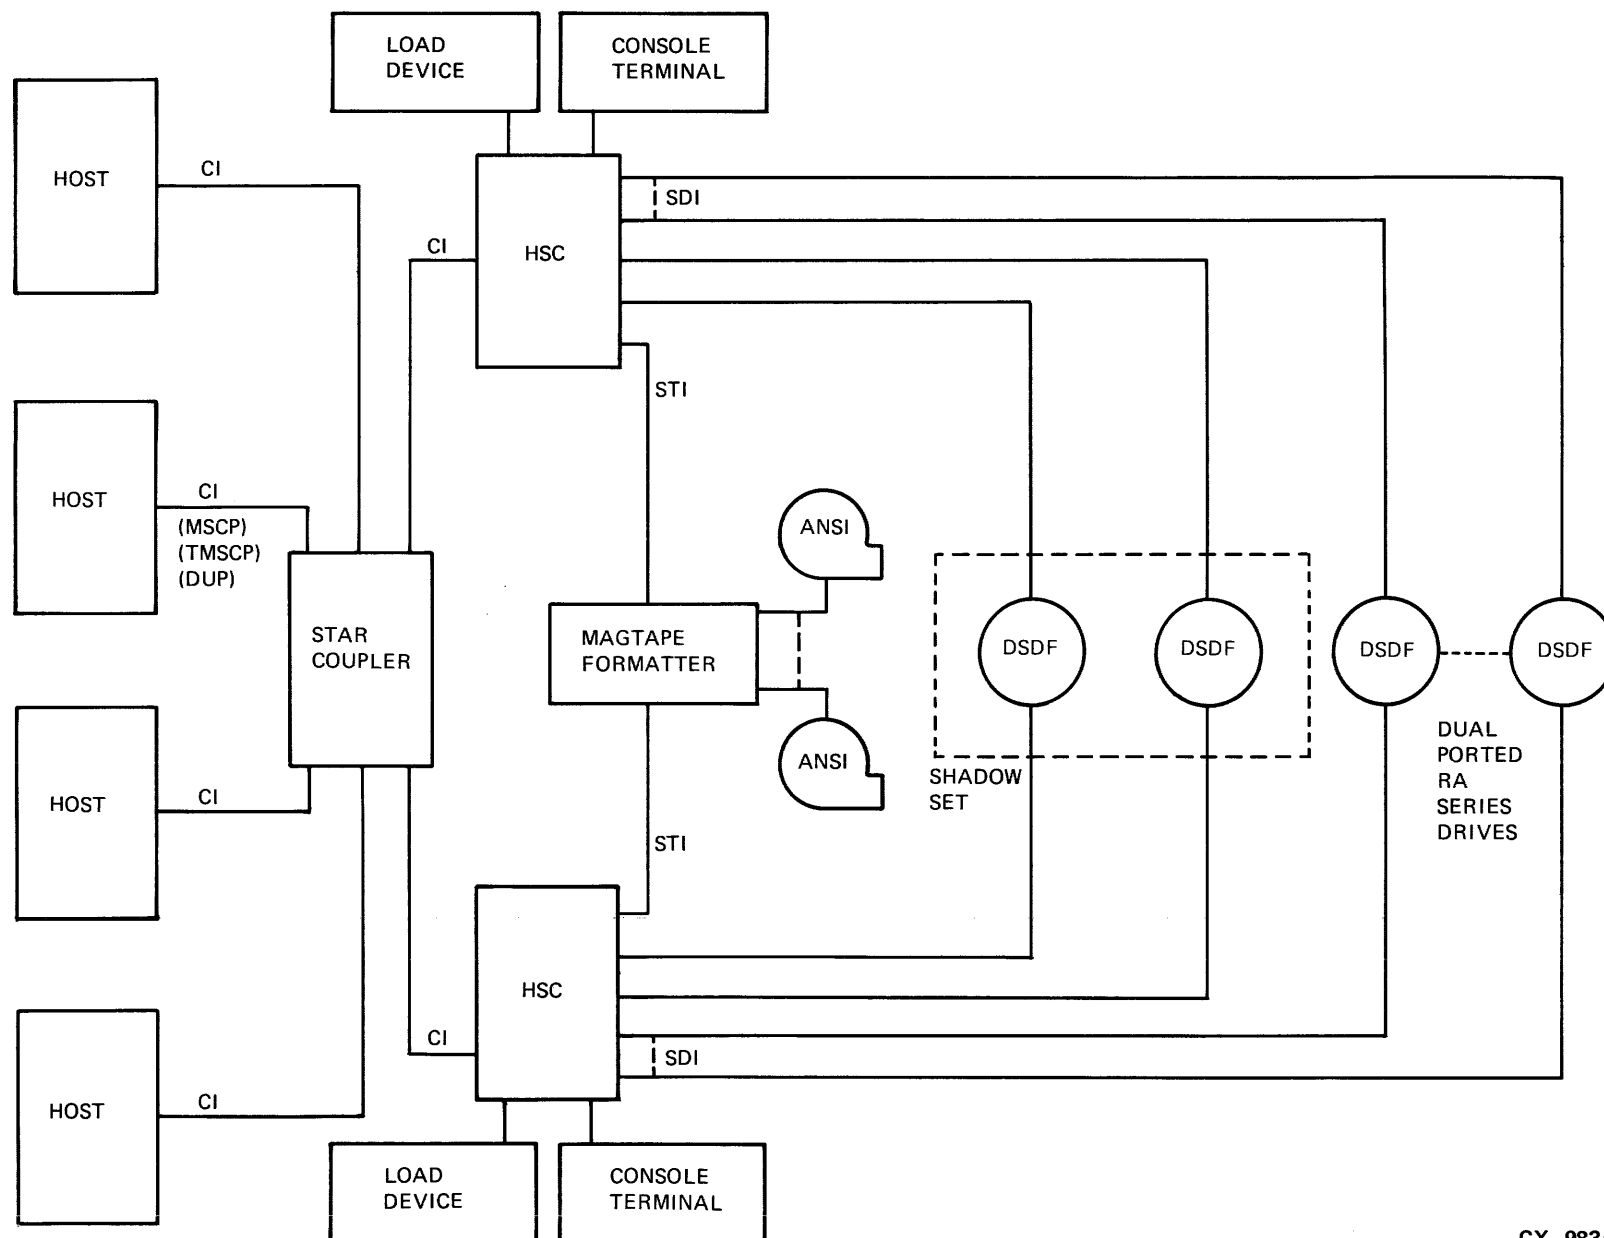 LOAD
DEVICE
CONSOLE
TERMINAL
HOST
CI
CI
HSC
SDI
STI
HOST
CI
(MSCP)
(TMSCP)
(DUP)
STAR
COUPLER
MAGTAPE
FORMATTER
ANSI
ANSI
DSDF
DSDF
DSDF
DSDF
SHADOW
SET
DUAL
PORTED
RA
SERIES
DRIVES
HOST
CI
STI
HSC
CI
SDI
HOST
CI
LOAD
DEVICE
CONSOLE
TERMINAL